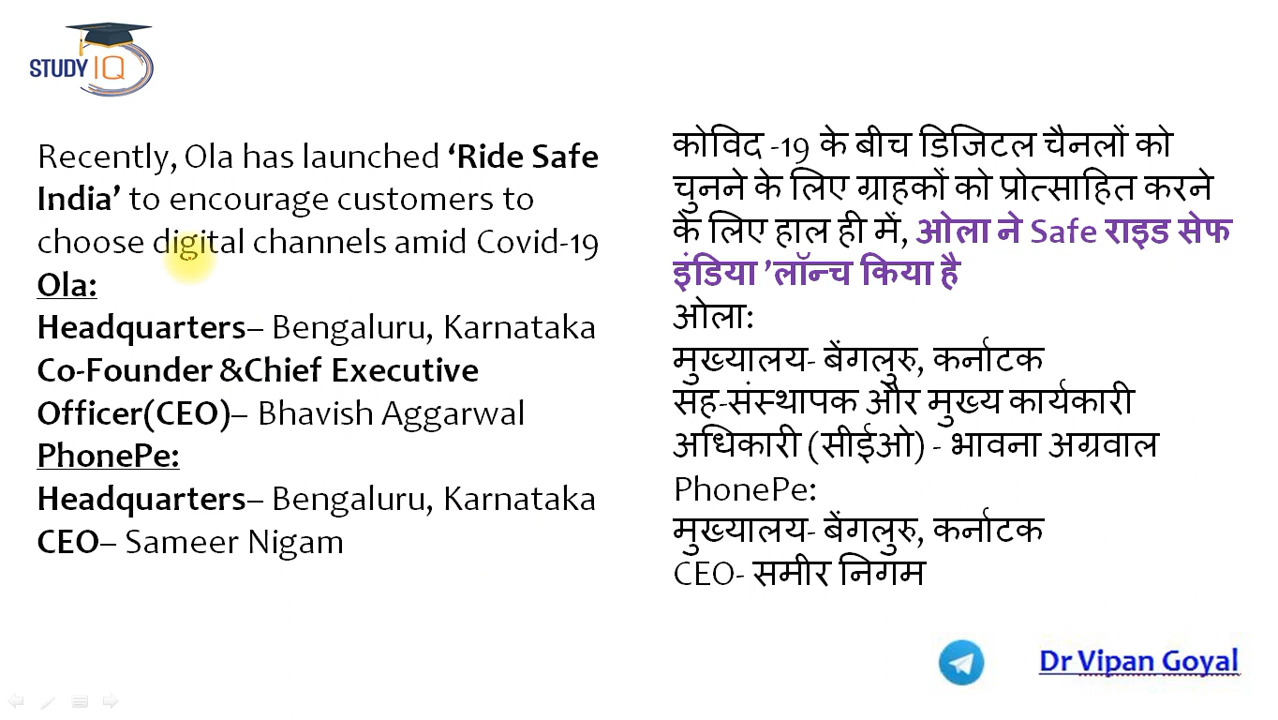 STUDY IQ
Recently, Ola has launched ‘Ride Safe
India’ to encourage customers to
choose digital channels amid Covid-19
Ola:
Headquarters– Bengaluru, Karnataka
Co-Founder &Chief Executive
Officer(CEO)– Bhavish Aggarwal
PhonePe:
Headquarters– Bengaluru, Karnataka
CEO– Sameer Nigam
कोविद -19 के बीच डिजिटल चैनलों को
चुनने के लिए ग्राहकों को प्रोत्साहित करने
के लिए हाल ही में, ओला ने Safe राइड सेफ
इंडिया ’लॉन्च किया है
ओला:
मुख्यालय- बेंगलुरु, कर्नाटक
सह-संस्थापक और मुख्य कार्यकारी
अधिकारी (सीईओ) - भावना अग्रवाल
PhonePe:
मुख्यालय- बेंगलुरु, कर्नाटक
CEO- समीर निगम
Dr Vipan Goyal